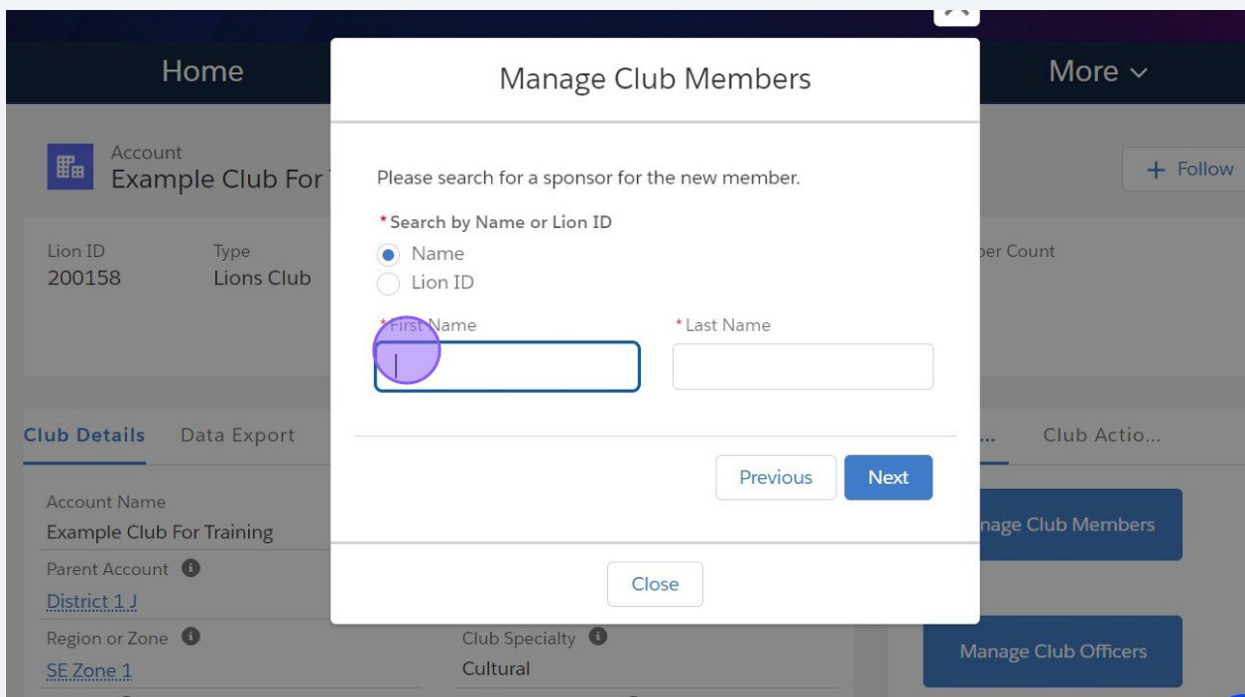 Home
More
Manage Club Members
Account
Example Club For
+ Follow
Please search for a sponsor for the new member.
*Search by Name or Lion ID
Name
Lion ID
Lion ID
200158
Type
Lions Club
per Count
*First Name
*Last Name
Club Details
Data Export
...
Club Actio...
Previous
Next
Account Name
Example Club For Training
nage Club Members
Parent Account
District 1 J
Close
Region or Zone
SE Zone 1
Club Specialty
Cultural
Manage Club Officers